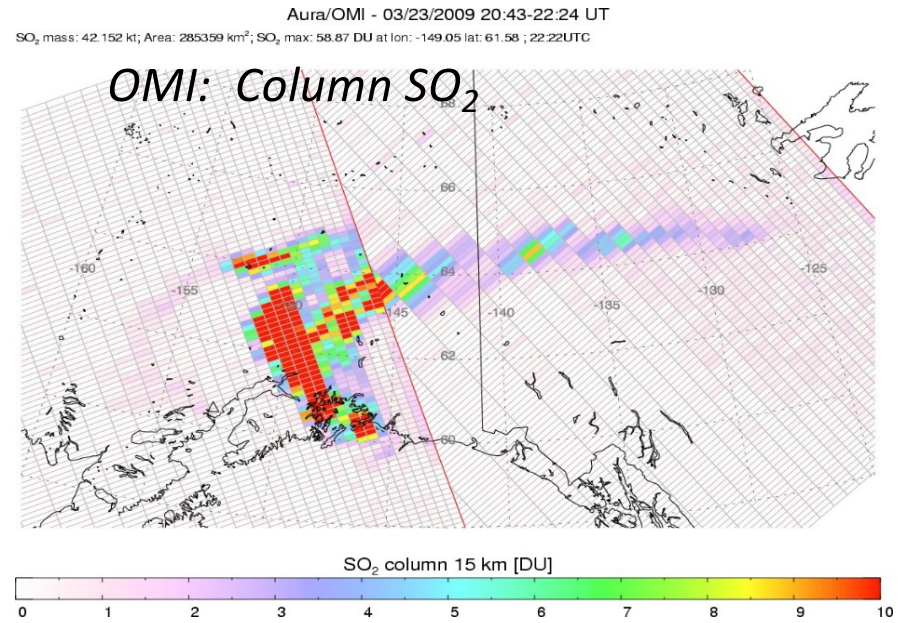 Aura/OMI - 03/23/2009 20:43-22:24 UT
SO₂ mass: 42.152 kt; Area: 285359 km²; SO₂ max: 58.87 DU at lon: -149.05 lat: 61.58 ; 22:22UTC
OMI: Column SO₂
68
66
-160
64
-125
-155
-130
-135
-145
-140
62
60
SO₂ column 15 km [DU]
0 1 2 3 4 5 6 7 8 9 10